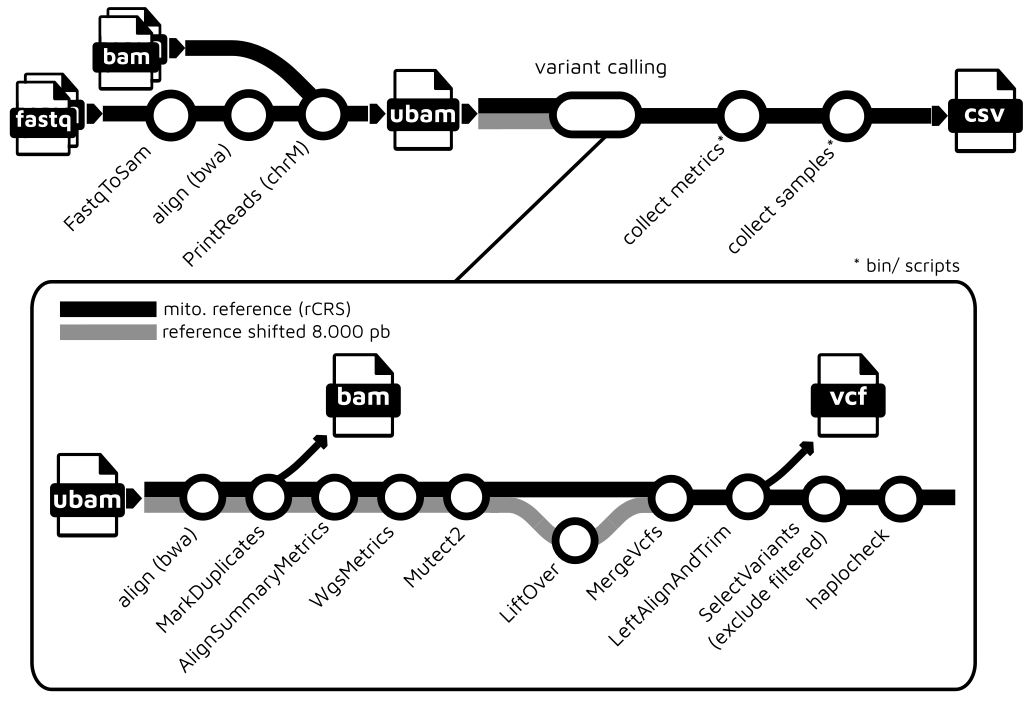 bam
fastq
FastqToSam
align (bwa)
PrintReads (chrM)
ubam
variant calling
collect metrics*
collect samples*
csv
* bin/ scripts
mito. reference (rCRS)
reference shifted 8.000 pb
bam
vcf
ubam
align (bwa)
MarkDuplicates
AlignSummaryMetrics
WgsMetrics
Mutect2
LiftOver
MergeVcfs
LeftAlignAndTrim
SelectVariants
(exclude filtered)
haplocheck